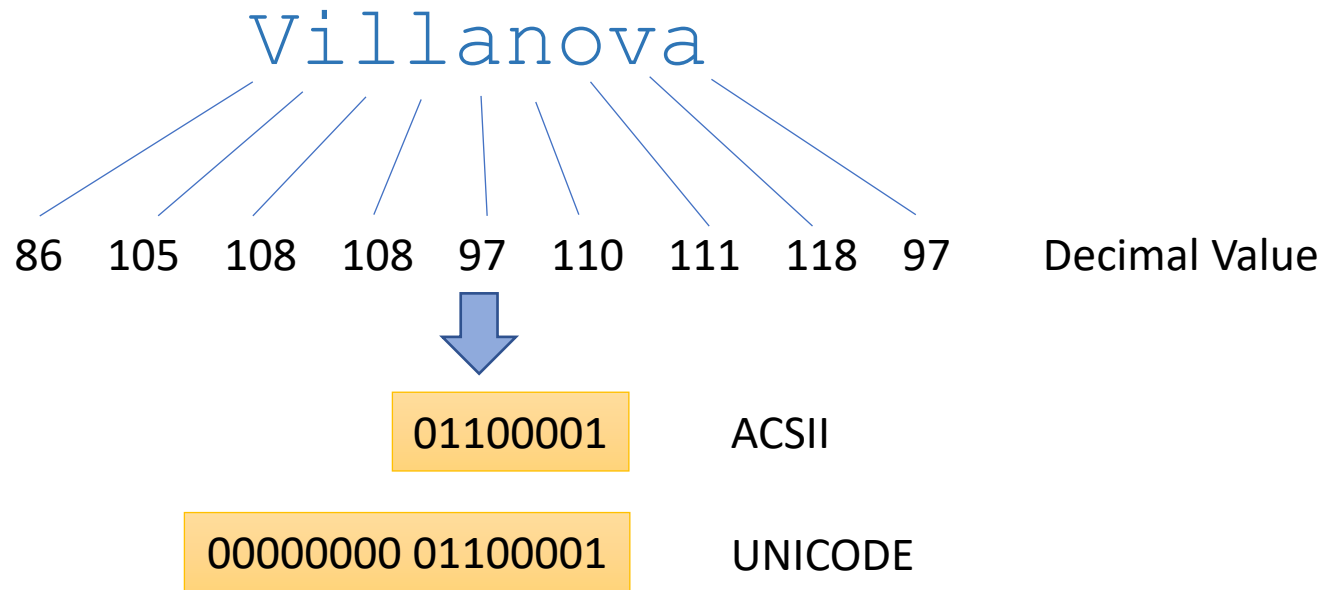 Villanova
86 105 108 108 97 110 111 118 97 Decimal Value
01100001 ACSII
00000000 01100001 UNICODE